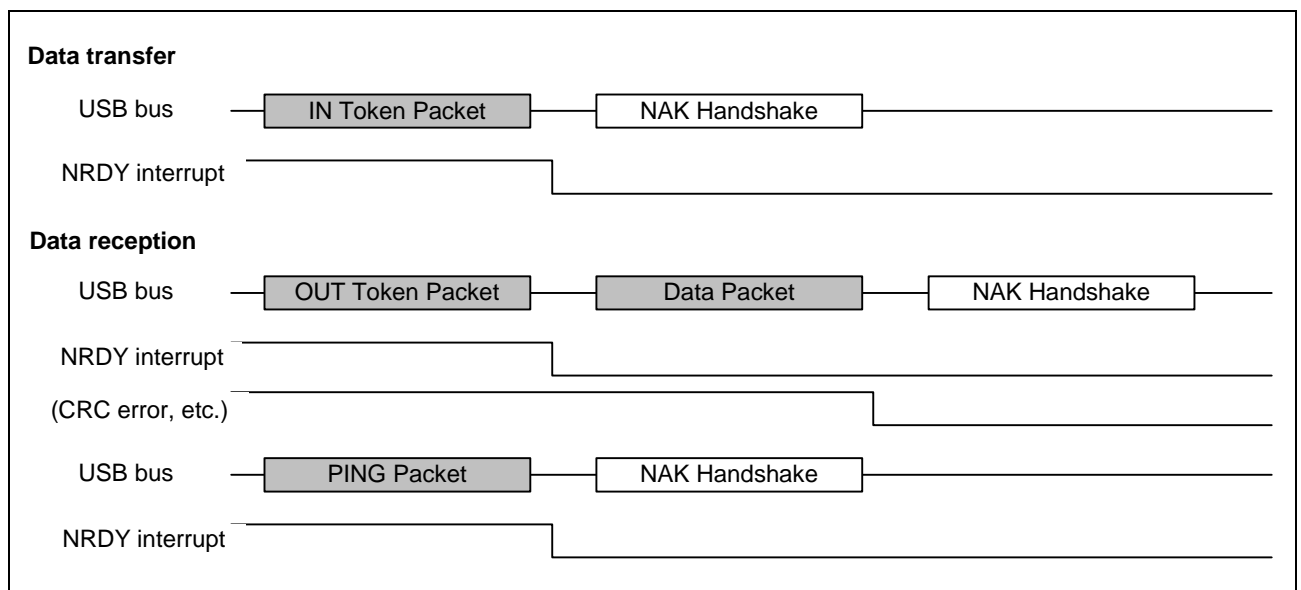 Data transfer
USB bus IN Token Packet NAK Handshake
NRDY interrupt
Data reception
USB bus OUT Token Packet Data Packet NAK Handshake
NRDY interrupt
(CRC error, etc.)
USB bus PING Packet NAK Handshake
NRDY interrupt